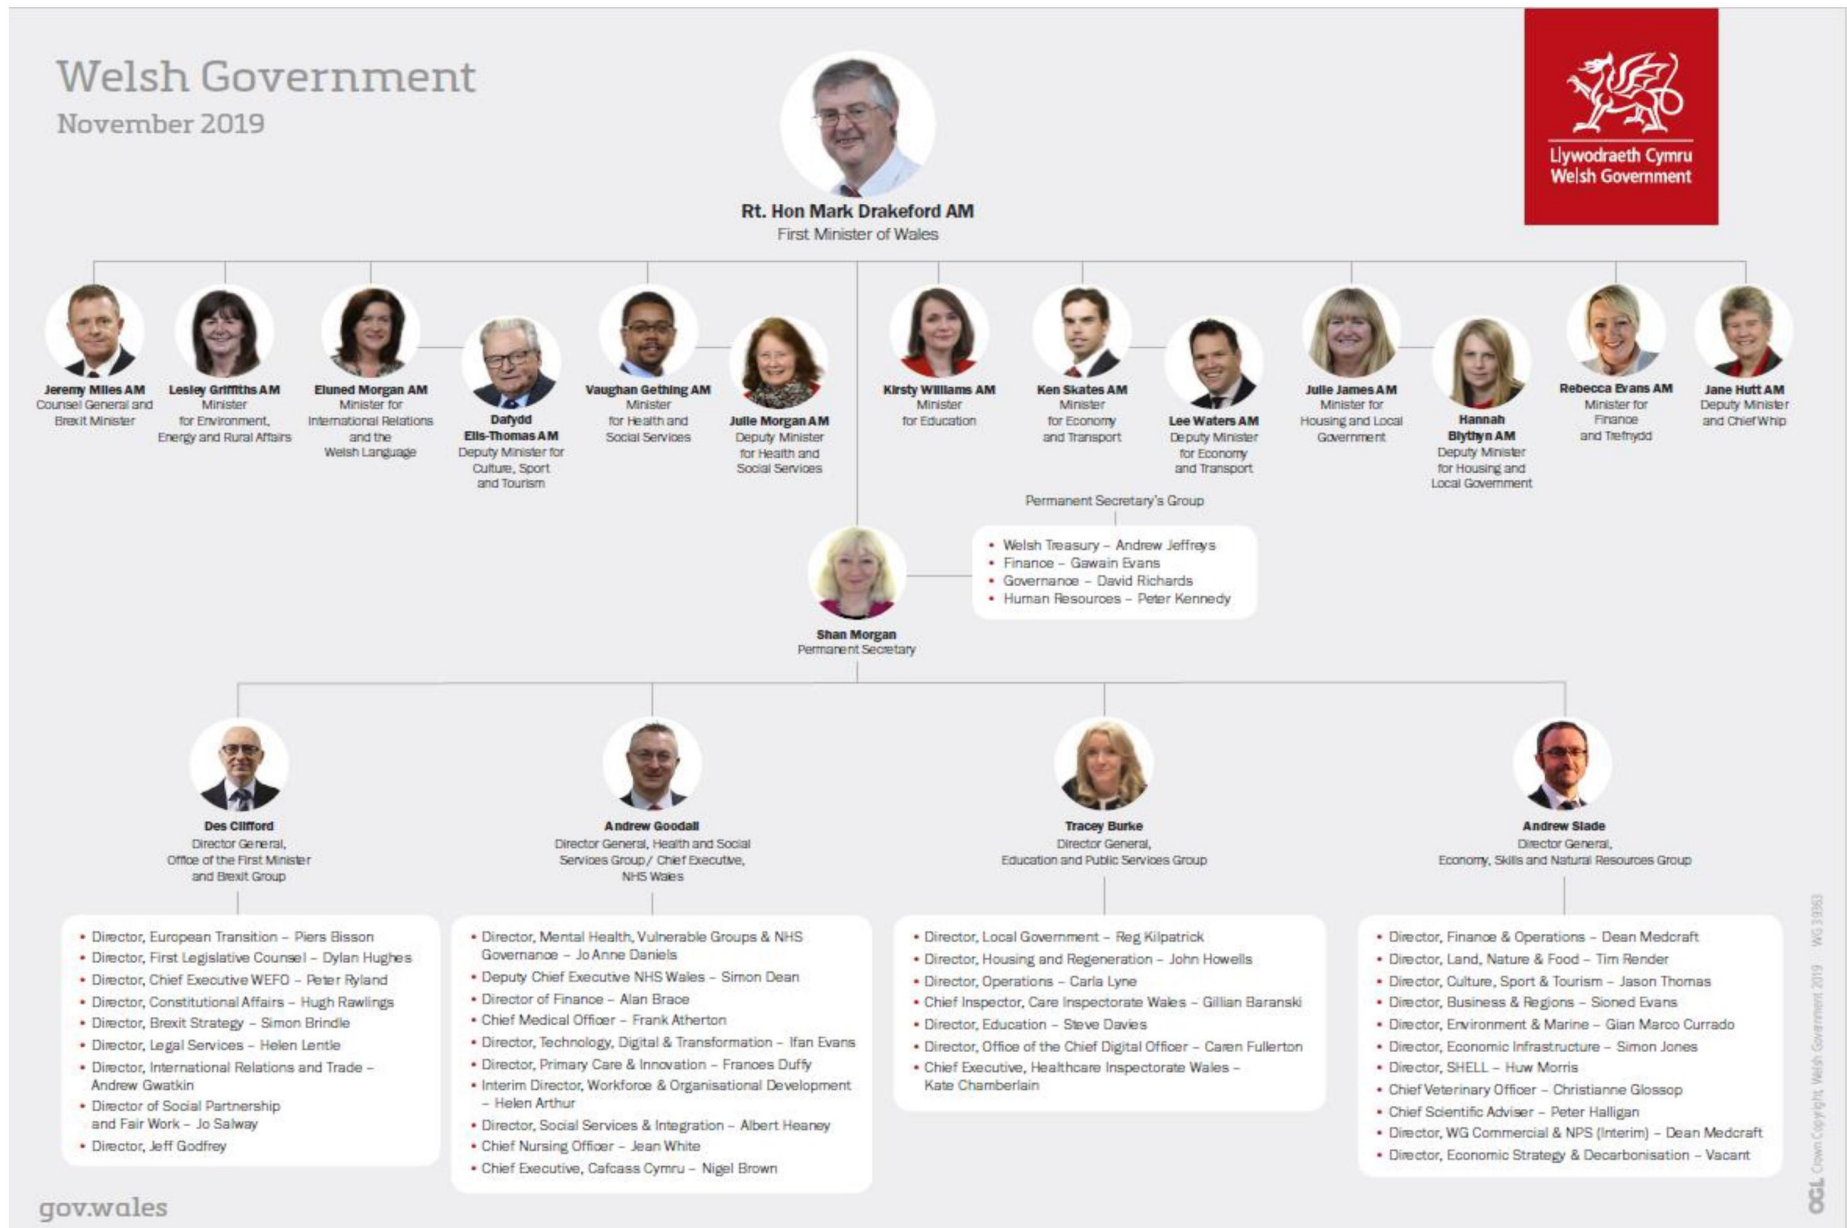 Welsh Government
November 2019
Llywodraeth Cymru
Welsh Government
Rt. Hon Mark Drakeford AM
First Minister of Wales
Jeremy Miles AM
Counsel General and
Brexit Minister
Lesley Griffiths AM
Minister
for Environment,
Energy and Rural Affairs
Eluned Morgan AM
Minister for
International Relations
and the
Welsh Language
Dafydd
Elis-Thomas AM
Deputy Minister for
Culture, Sport
and Tourism
Vaughan Gething AM
Minister
for Health and
Social Services
Julie Morgan AM
Deputy Minister
for Health and
Social Services
Kirsty Williams AM
Minister
for Education
Ken Skates AM
Minister
for Economy
and Transport
Lee Waters AM
Deputy Minister
for Economy
and Transport
Julie James AM
Minister for
Housing and Local
Government
Hannah
Blythyn AM
Deputy Minister
for Housing and
Local Government
Rebecca Evans AM
Minister for
Finance
and Trefnydd
Jane Hutt AM
Deputy Minister
and Chief Whip
Permanent Secretary's Group
• Welsh Treasury – Andrew Jeffreys
• Finance – Gawain Evans
• Governance – David Richards
• Human Resources – Peter Kennedy
Shan Morgan
Permanent Secretary
Des Clifford
Director General,
Office of the First Minister
and Brexit Group
• Director, European Transition – Piers Bisson
• Director, First Legislative Counsel – Dylan Hughes
• Director, Chief Executive WEFO – Peter Ryland
• Director, Constitutional Affairs – Hugh Rawlings
• Director, Brexit Strategy – Simon Brindle
• Director, Legal Services – Helen Lentle
• Director, International Relations and Trade –
Andrew Gwatkin
• Director of Social Partnership
and Fair Work – Jo Salway
• Director, Jeff Godfrey
Andrew Goodall
Director General, Health and Social
Services Group/ Chief Executive,
NHS Wales
• Director, Mental Health, Vulnerable Groups & NHS
Governance – Jo Anne Daniels
• Deputy Chief Executive NHS Wales – Simon Dean
• Director of Finance – Alan Brace
• Chief Medical Officer – Frank Atherton
• Director, Technology, Digital & Transformation – Ifan Evans
• Director, Primary Care & Innovation – Frances Duffy
• Interim Director, Workforce & Organisational Development
– Helen Arthur
• Director, Social Services & Integration – Albert Heaney
• Chief Nursing Officer – Jean White
• Chief Executive, Cafcass Cymru – Nigel Brown
Tracey Burke
Director General,
Education and Public Services Group
• Director, Local Government – Reg Kilpatrick
• Director, Housing and Regeneration – John Howells
• Director, Operations – Carla Lyne
• Chief Inspector, Care Inspectorate Wales – Gillian Baranski
• Director, Education – Steve Davies
• Director, Office of the Chief Digital Officer – Caren Fullerton
• Chief Executive, Healthcare Inspectorate Wales –
Kate Chamberlain
Andrew Slade
Director General,
Economy, Skills and Natural Resources Group
• Director, Finance & Operations – Dean Medcraft
• Director, Land, Nature & Food – Tim Render
• Director, Culture, Sport & Tourism – Jason Thomas
• Director, Business & Regions – Sioned Evans
• Director, Environment & Marine – Gian Marco Currado
• Director, Economic Infrastructure – Simon Jones
• Director, SHELL – Huw Morris
• Chief Veterinary Officer – Christianne Glossop
• Chief Scientific Adviser – Peter Halligan
• Director, WG Commercial & NPS (Interim) – Dean Medcraft
• Director, Economic Strategy & Decarbonisation – Vacant
gov.wales
OGL Crown Copyright, Welsh Government 2019 WG39363